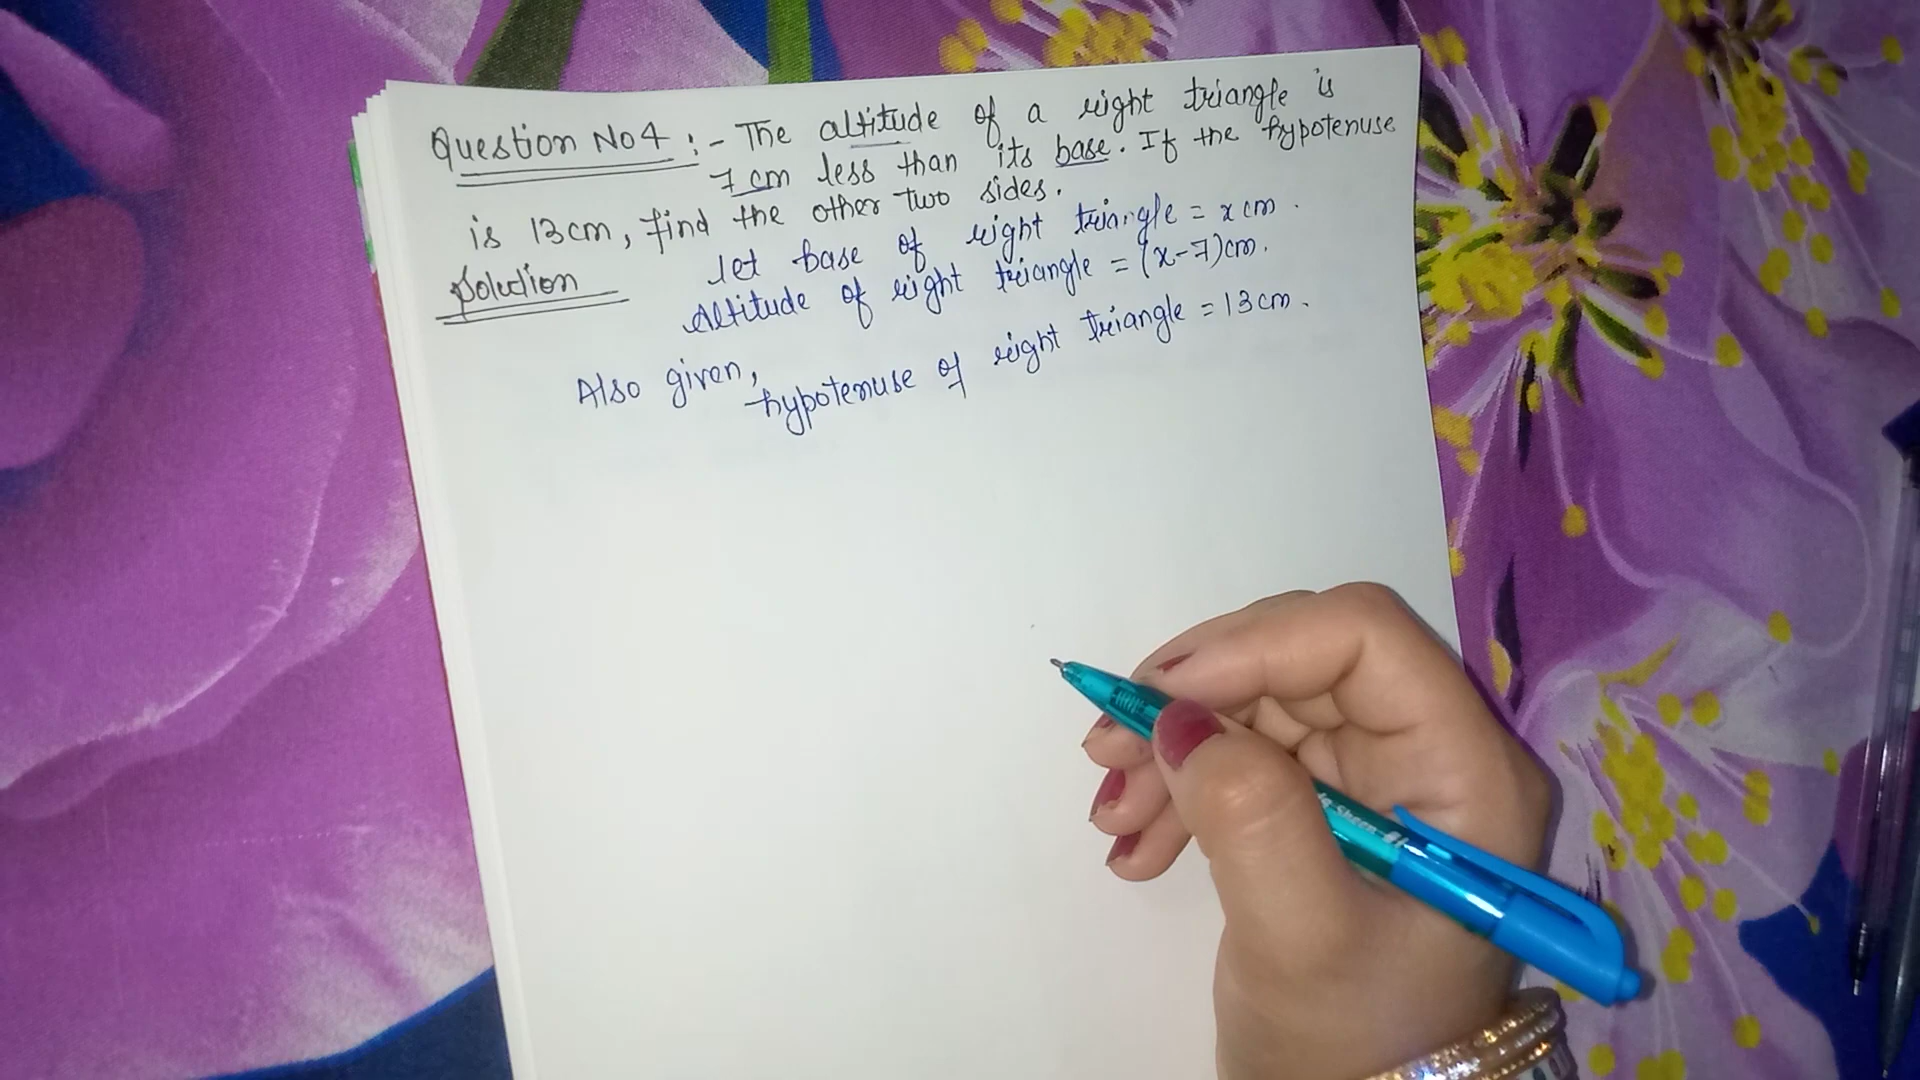 Question No 4 :- The altitude of a right triangle is
7 cm less than its base. If the hypotenuse
is 13 cm, find the other two sides.
Solution let base of right triangle = x cm.
Altitude of right triangle = (x-7)cm.
Also given,
hypotenuse of right triangle = 13 cm.